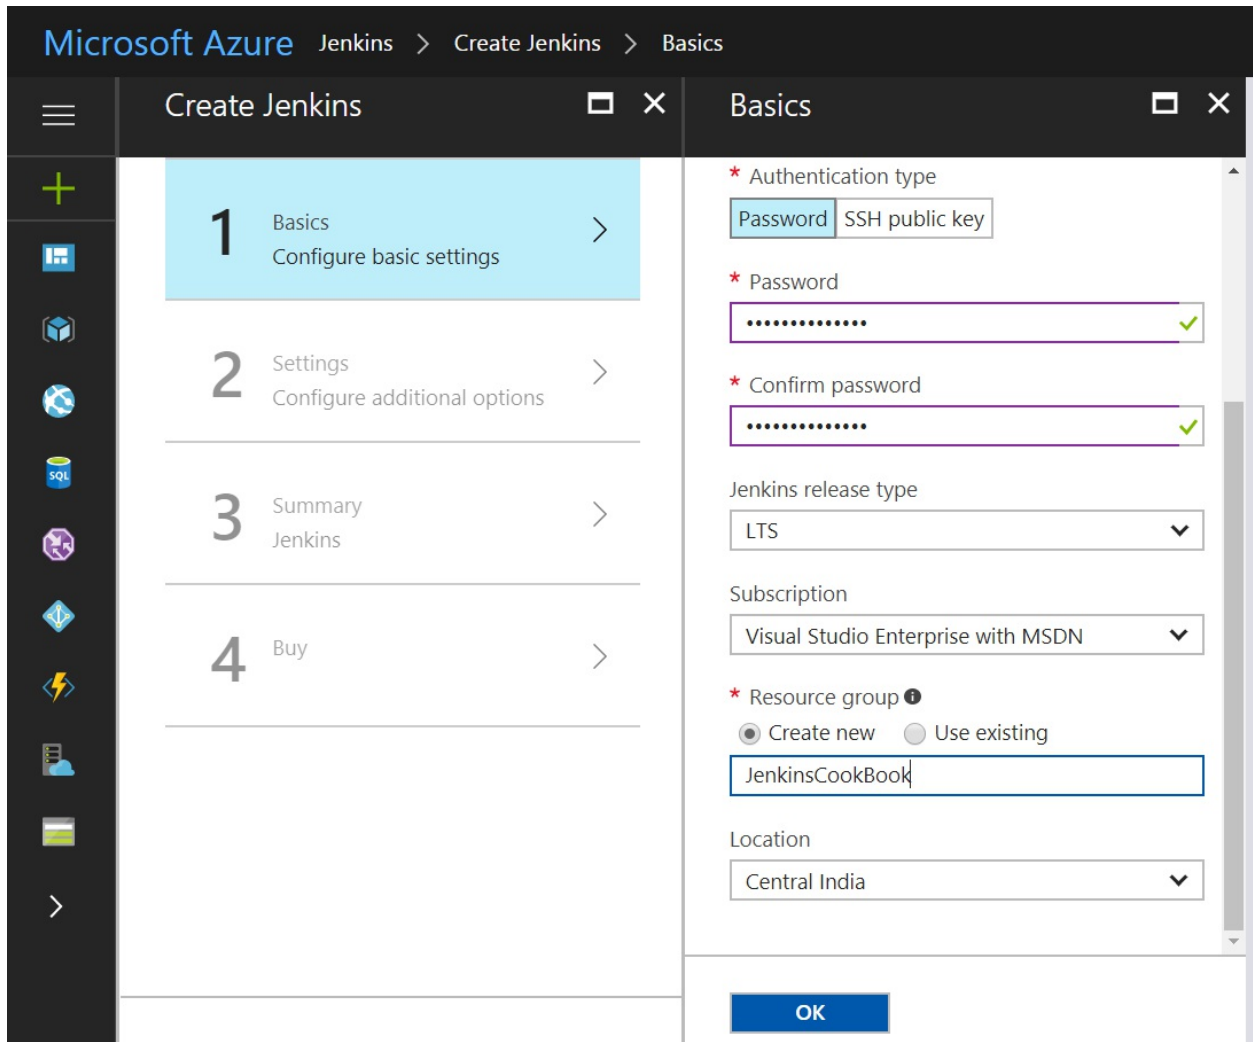 Microsoft Azure Jenkins > Create Jenkins > Basics
Create Jenkins
1
Basics
Configure basic settings
2
Settings
Configure additional options
3
Summary
Jenkins
4
Buy
SQL
Basics
* Authentication type
Password SSH public key
* Password
••••••••••••••
* Confirm password
••••••••••••••
Jenkins release type
LTS
Subscription
Visual Studio Enterprise with MSDN
* Resource group
Create new Use existing
JenkinsCookBook
Location
Central India
OK